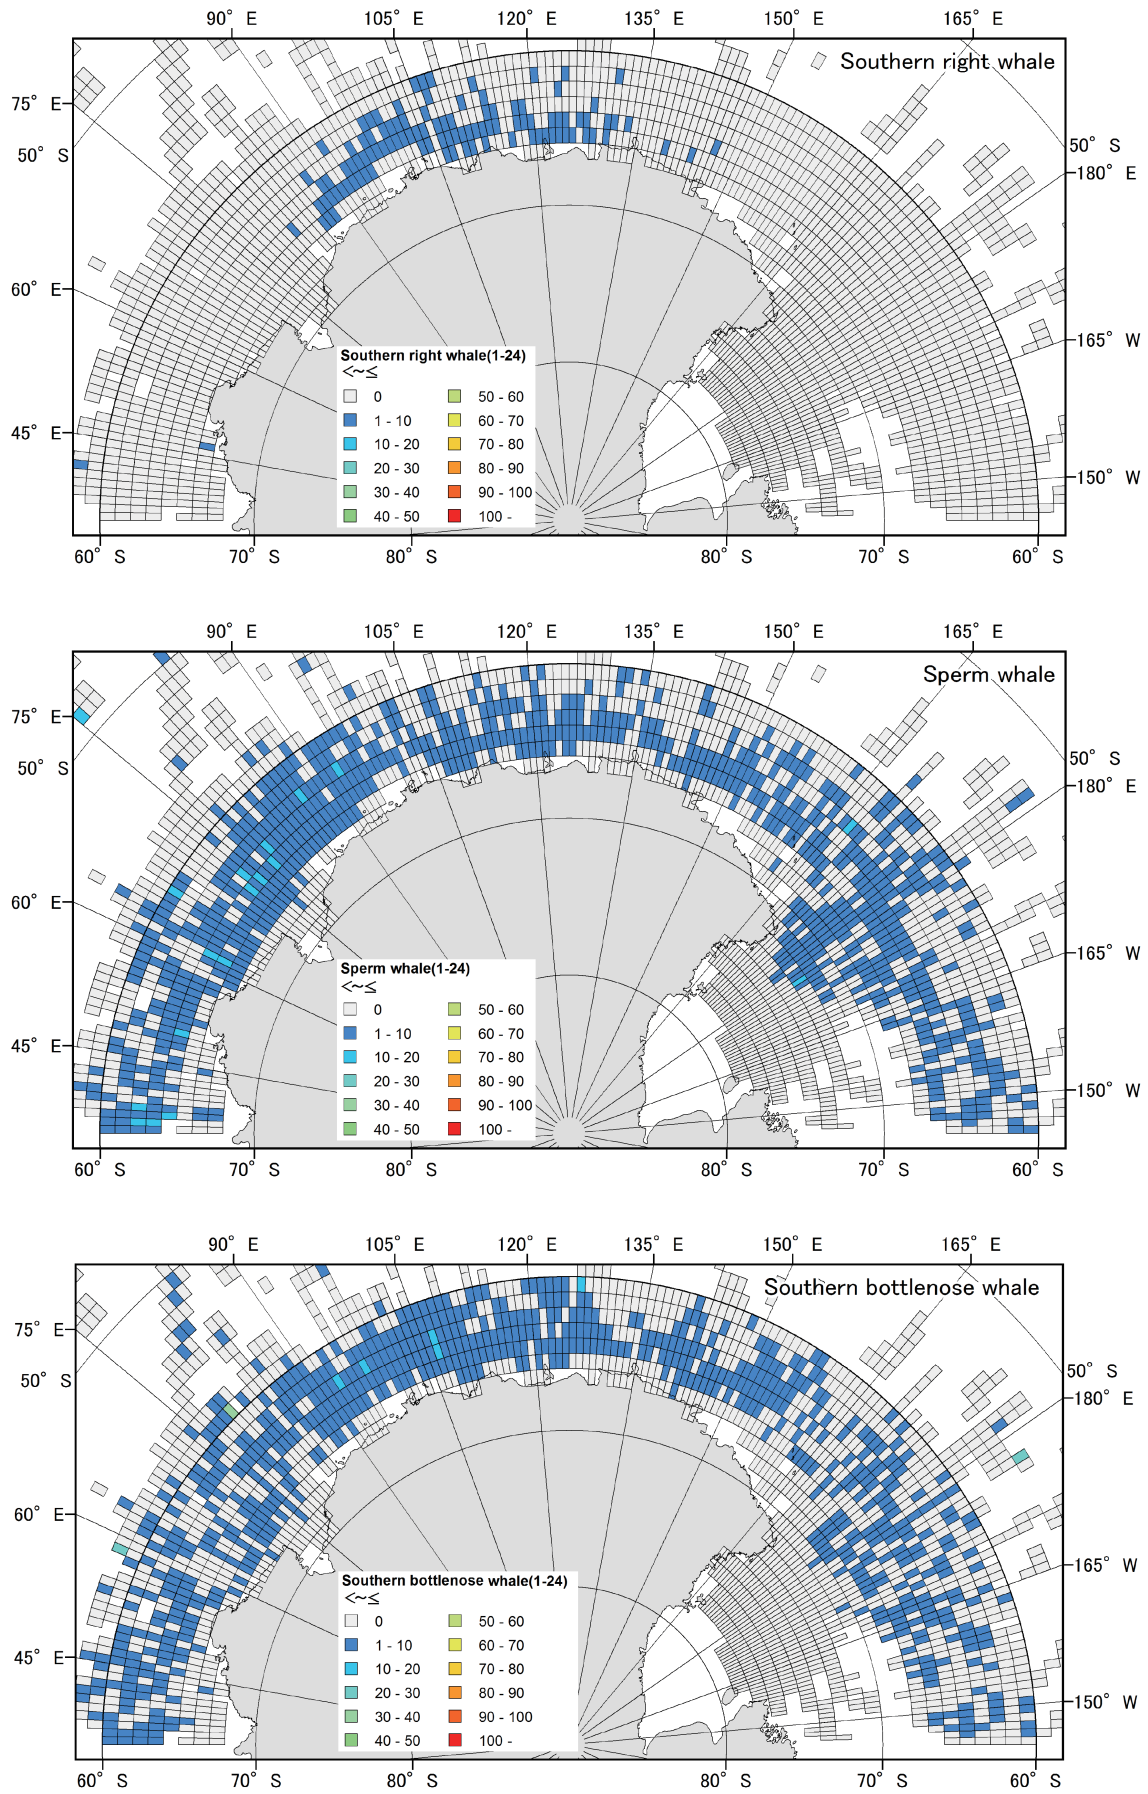 90° E 105° E 120° E 135° E 150° E 165° E
Southern right whale
75° E
50° S
50° S
180° E
60° E
165° W
Southern right whale(1-24)
<~≤
0 50 - 60
1 - 10 60 - 70
10 - 20 70 - 80
20 - 30 80 - 90
30 - 40 90 - 100
40 - 50 100 -
45° E
150° W
60° S 70° S 80° S 80° S 70° S 60° S
90° E 105° E 120° E 135° E 150° E 165° E
Sperm whale
75° E
50° S
50° S
180° E
60° E
165° W
Sperm whale(1-24)
<~≤
0 50 - 60
1 - 10 60 - 70
10 - 20 70 - 80
20 - 30 80 - 90
30 - 40 90 - 100
40 - 50 100 -
45° E
150° W
60° S 70° S 80° S 80° S 70° S 60° S
90° E 105° E 120° E 135° E 150° E 165° E
Southern bottlenose whale
75° E
50° S
50° S
180° E
60° E
165° W
Southern bottlenose whale(1-24)
<~≤
0 50 - 60
1 - 10 60 - 70
10 - 20 70 - 80
20 - 30 80 - 90
30 - 40 90 - 100
40 - 50 100 -
45° E
150° W
60° S 70° S 80° S 80° S 70° S 60° S